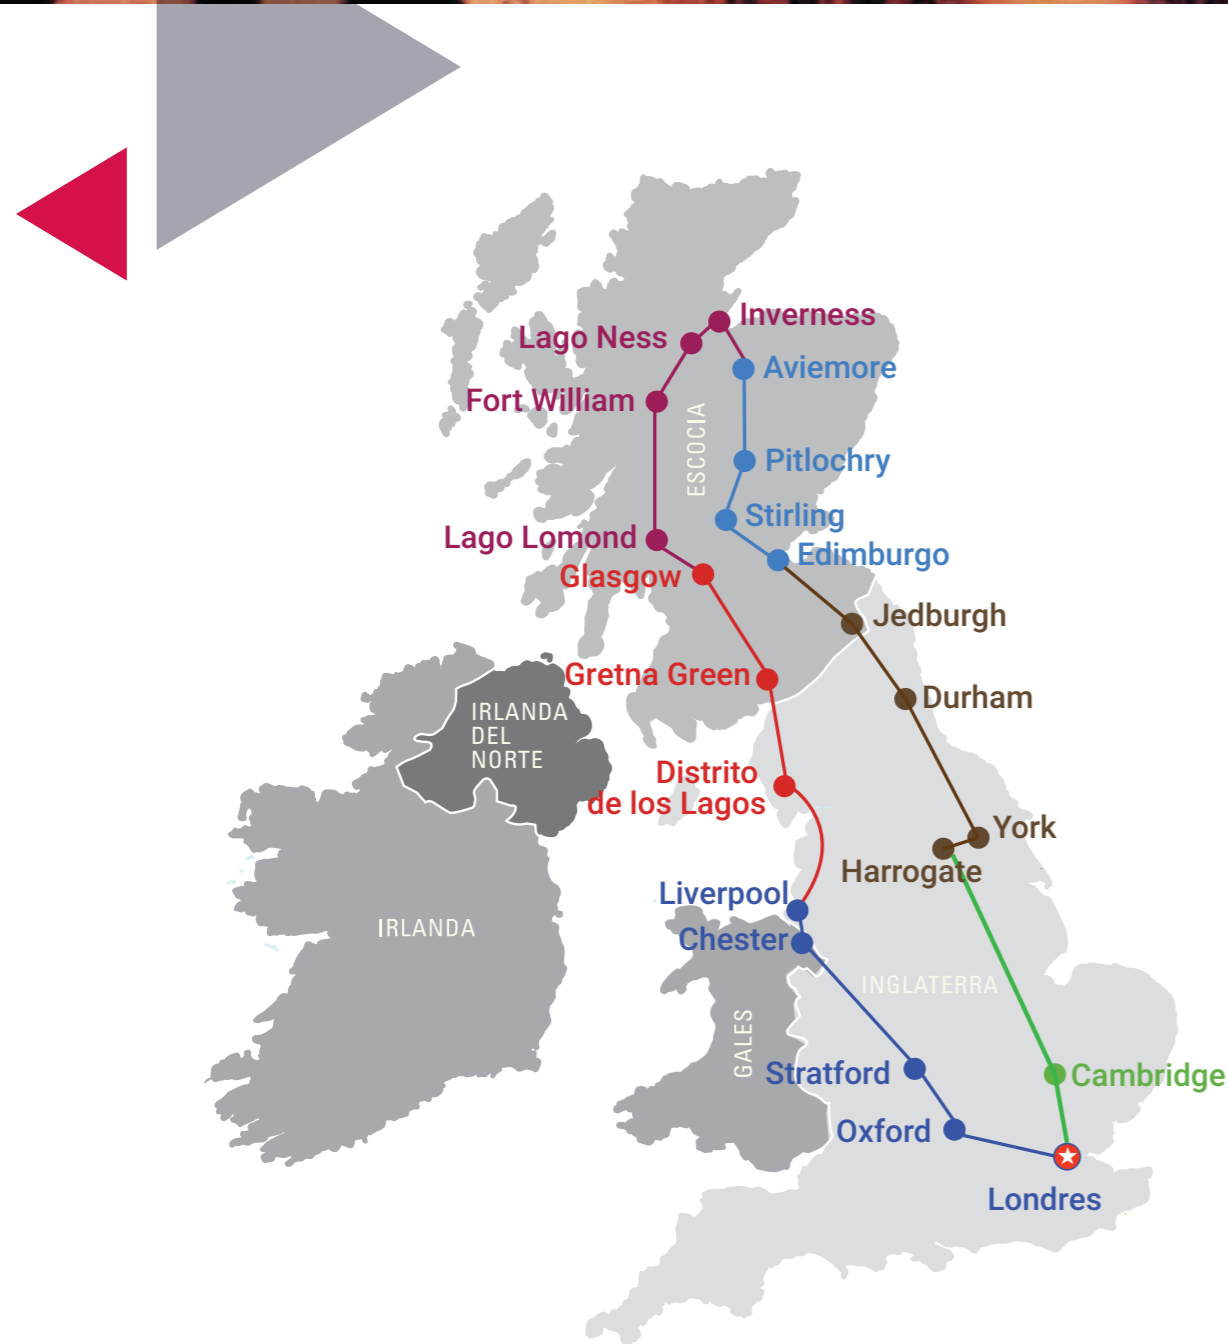 Inverness
Lago Ness
Aviemore
Fort William
ESCOCIA
Pitlochry
Stirling
Lago Lomond
Edimburgo
Glasgow
Jedburgh
Gretna Green
Durham
IRLANDA
DEL
NORTE
Distrito
de los Lagos
York
Harrogate
Liverpool
IRLANDA
Chester
INGLATERRA
GALES
Stratford
Cambridge
Oxford
Londres